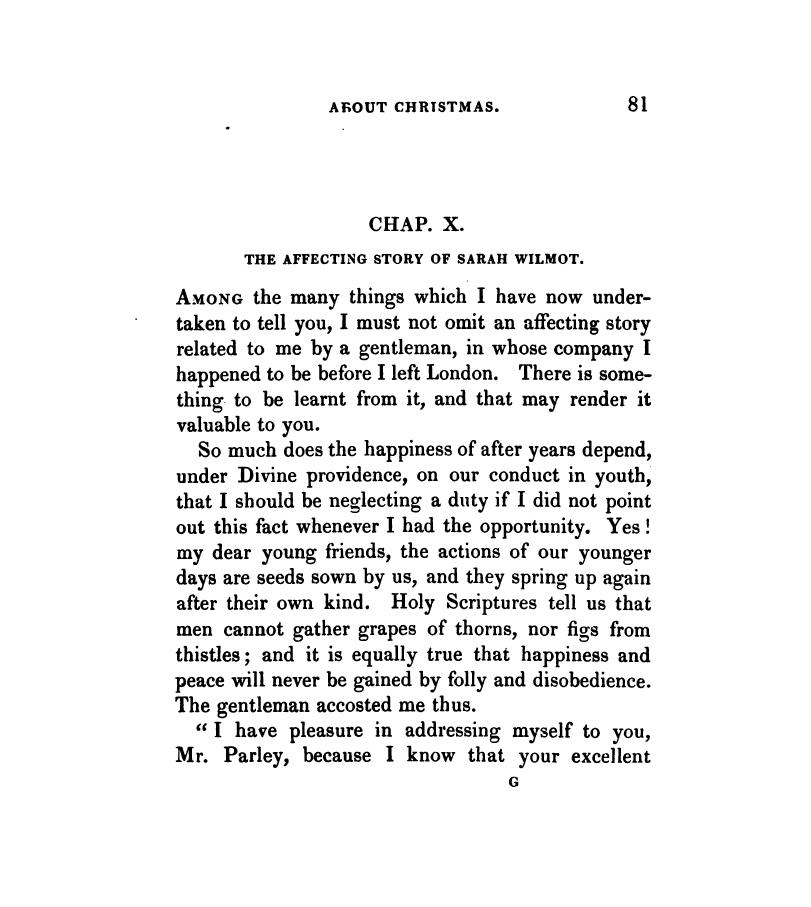 ABOUT CHRISTMAS. 81
CHAP. X.
THE AFFECTING STORY OF SARAH WILMOT.
AMONG the many things which I have now under-
taken to tell you, I must not omit an affecting story
related to me by a gentleman, in whose company I
happened to be before I left London. There is some-
thing to be learnt from it, and that may render it
valuable to you.
So much does the happiness of after years depend,
under Divine providence, on our conduct in youth,
that I should be neglecting a duty if I did not point
out this fact whenever I had the opportunity. Yes!
my dear young friends, the actions of our younger
days are seeds sown by us, and they spring up again
after their own kind. Holy Scriptures tell us that
men cannot gather grapes of thorns, nor figs from
thistles; and it is equally true that happiness and
peace will never be gained by folly and disobedience.
The gentleman accosted me thus.
“I have pleasure in addressing myself to you,
Mr. Parley, because I know that your excellent
G